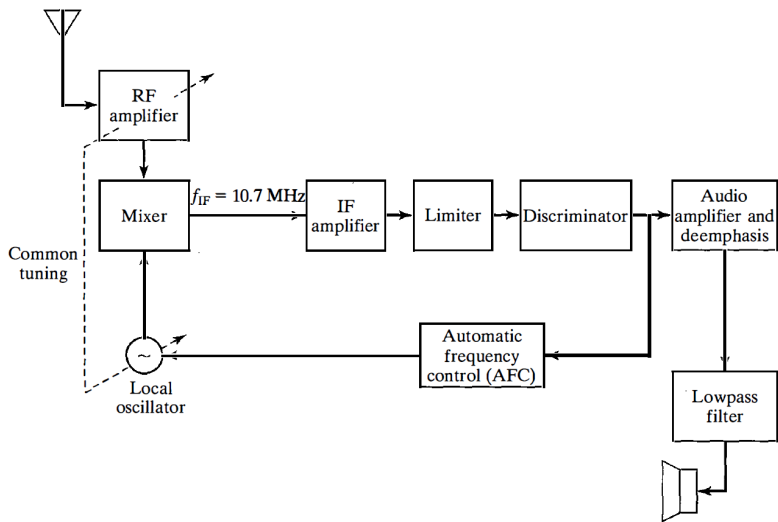 RF
amplifier
Mixer
f_IF = 10.7 MHz
IF
amplifier
Limiter
Discriminator
Audio
amplifier and
deemphasis
Common
tuning
~
Local
oscillator
Automatic
frequency
control (AFC)
Lowpass
filter